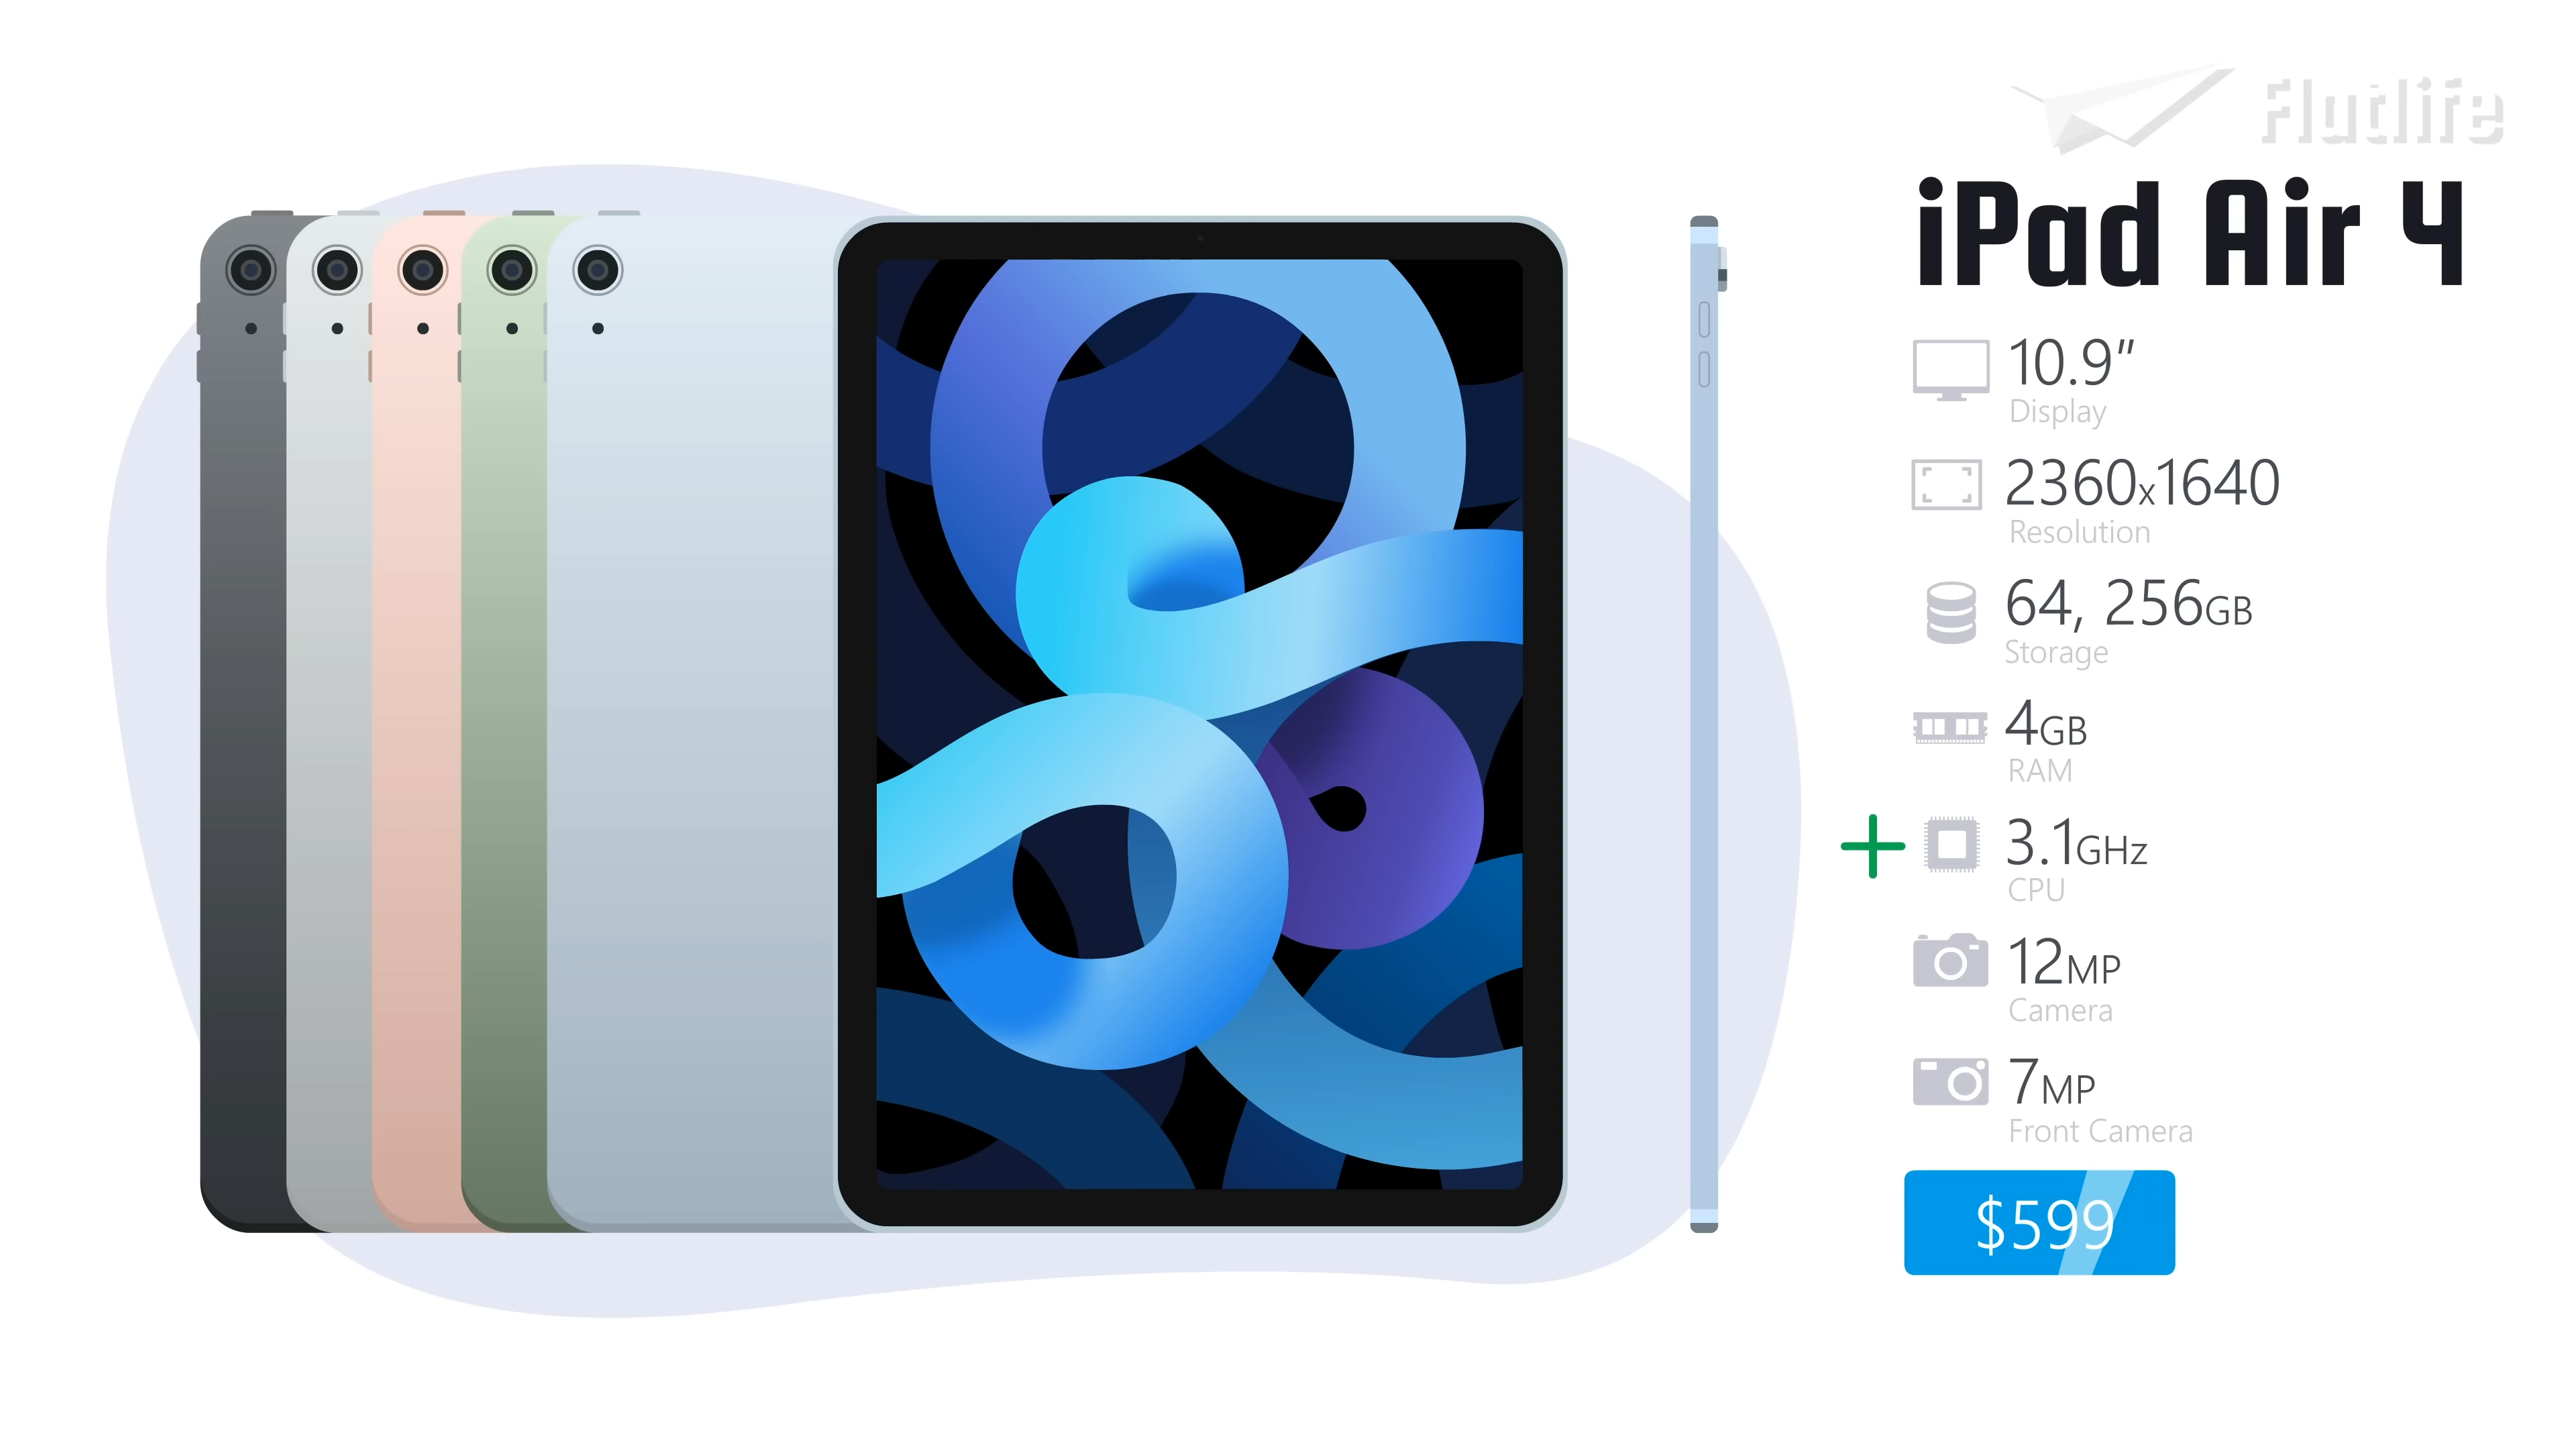 Flutlife
iPad Air 4
10.9"
Display
2360x1640
Resolution
64, 256GB
Storage
4GB
RAM
3.1GHz
CPU
12MP
Camera
7MP
Front Camera
$599